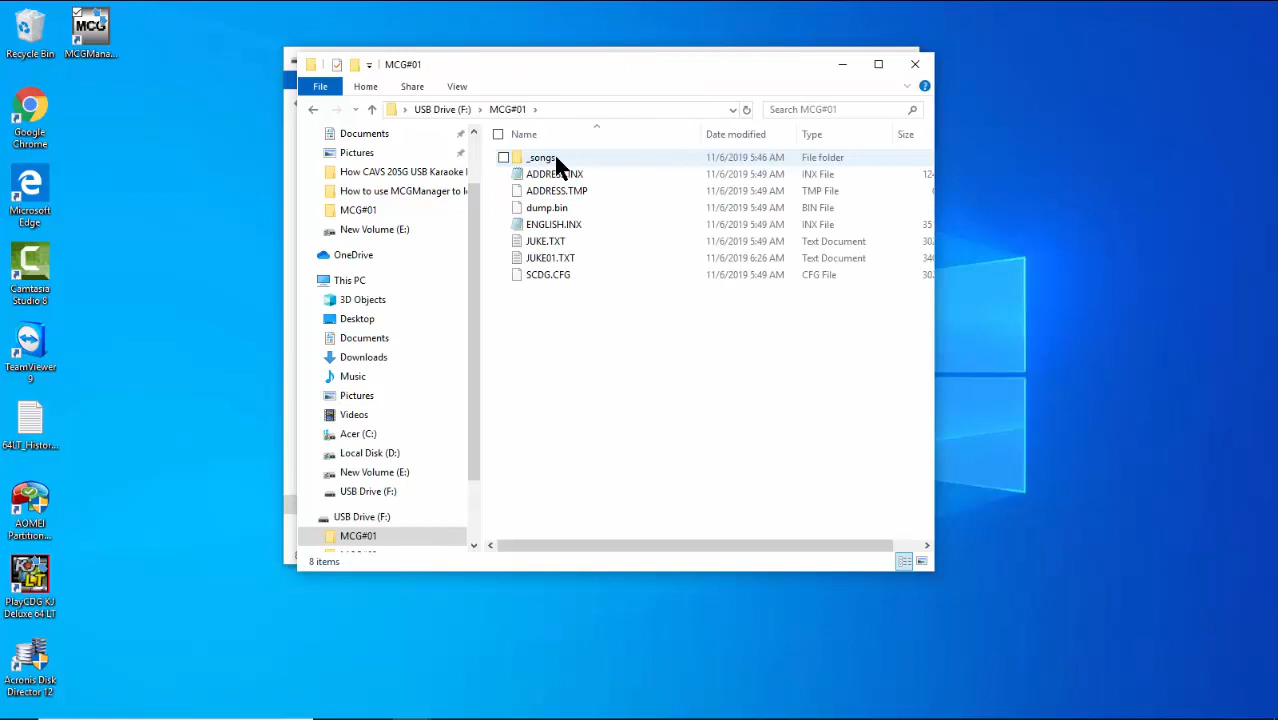 Recycle Bin
MCG
MCGMana...
Google
Chrome
Microsoft
Edge
Camtasia
Studio 8
TeamViewer
9
64LT_Histor...
AOMEI
Partition...
PlayCDG KJ
Deluxe 64 LT
Acronis Disk
Director 12
MCG#01
File
Home
Share
View
USB Drive (F:)
MCG#01
Search MCG#01
Documents
Pictures
How CAVS 205G USB Karaoke
How to use MCGManager to
MCG#01
New Volume (E:)
OneDrive
This PC
3D Objects
Desktop
Documents
Downloads
Music
Pictures
Videos
Acer (C:)
Local Disk (D:)
New Volume (E:)
USB Drive (F:)
USB Drive (F:)
MCG#01
Name Date modified Type Size
_songs 11/6/2019 5:46 AM File folder
ADDRESS.INX 11/6/2019 5:49 AM INX File
ADDRESS.TMP 11/6/2019 5:49 AM TMP File
dump.bin 11/6/2019 5:49 AM BIN File
ENGLISH.INX 11/6/2019 5:49 AM INX File 35
JUKE.TXT 11/6/2019 5:49 AM Text Document 30
JUKE01.TXT 11/6/2019 6:26 AM Text Document 34
SCDG.CFG 11/6/2019 5:49 AM CFG File 30
8 items